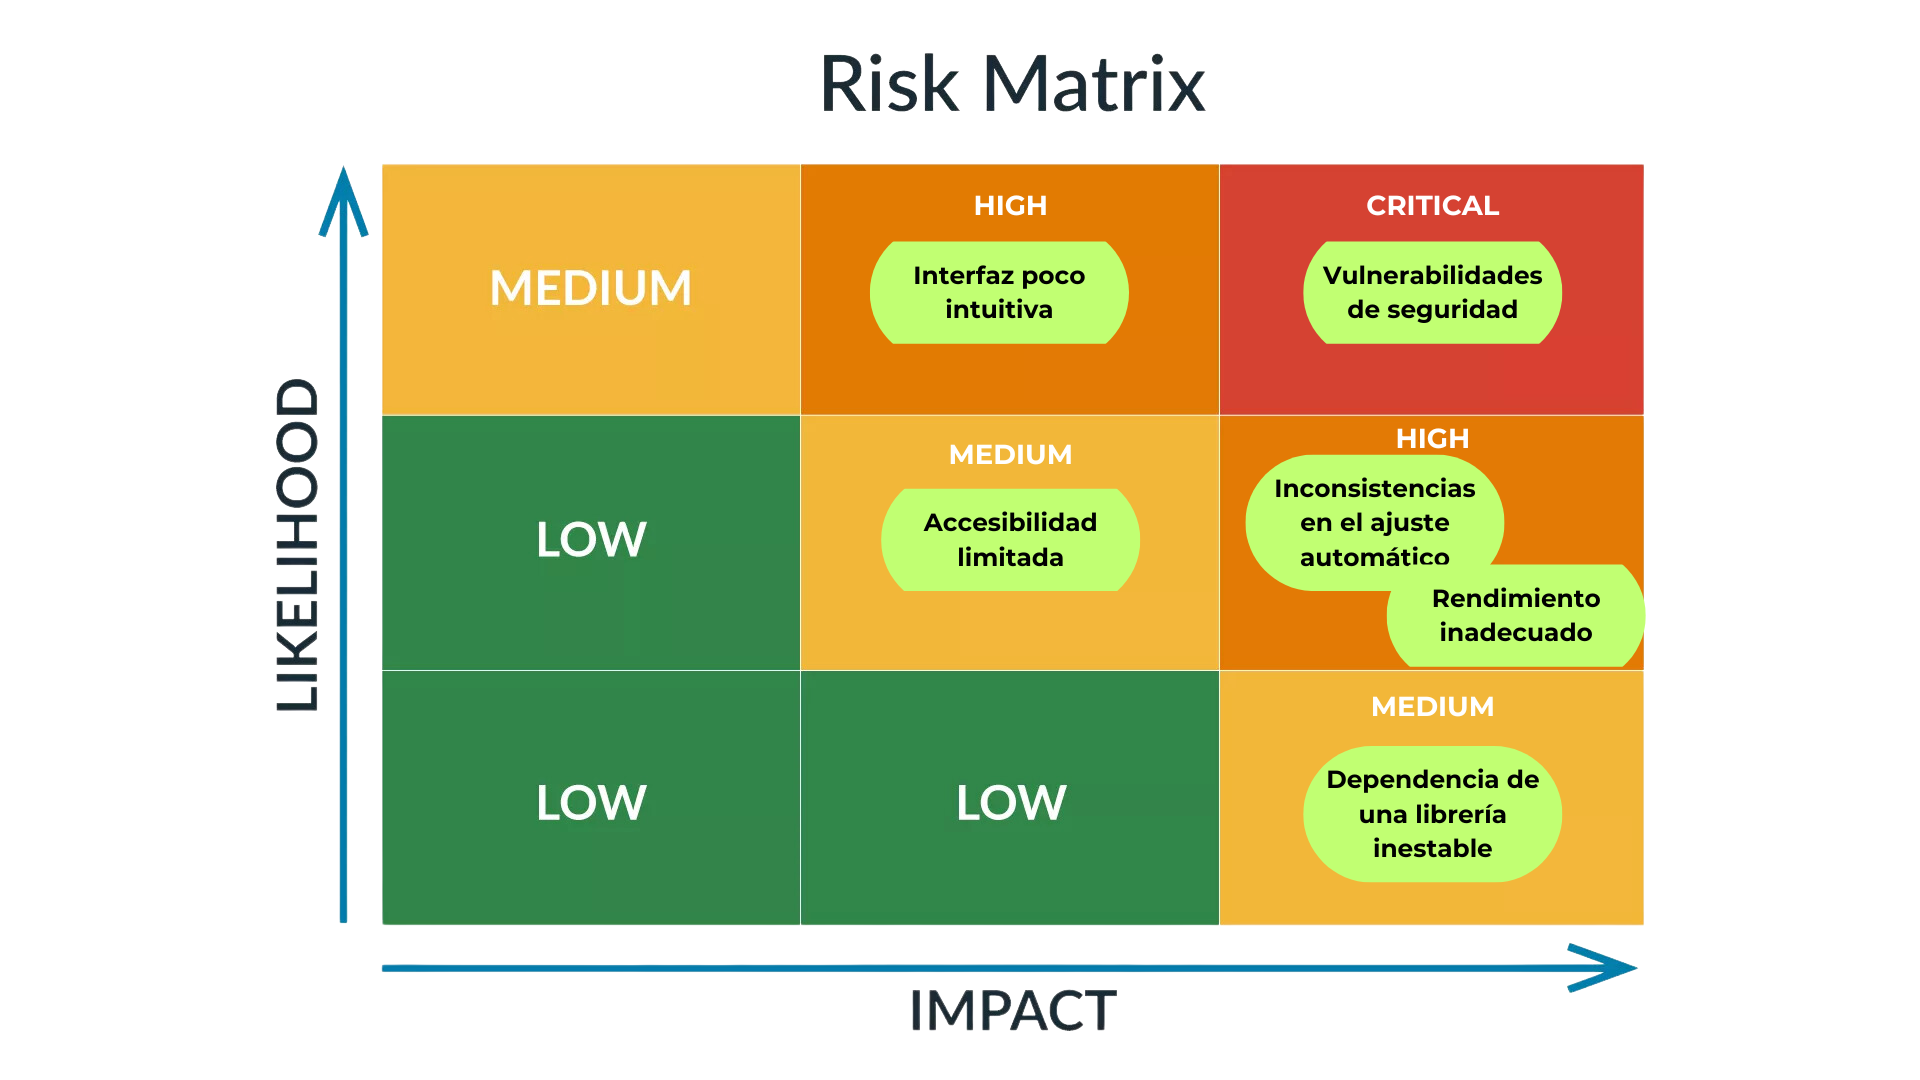 Risk Matrix
LIKELIHOOD
MEDIUM
HIGH
Interfaz poco
intuitiva
CRITICAL
Vulnerabilidades
de seguridad
LOW
MEDIUM
Accesibilidad
limitada
HIGH
Inconsistencias
en el ajuste
automático
Rendimiento
inadecuado
LOW
LOW
MEDIUM
Dependencia de
una librería
inestable
IMPACT